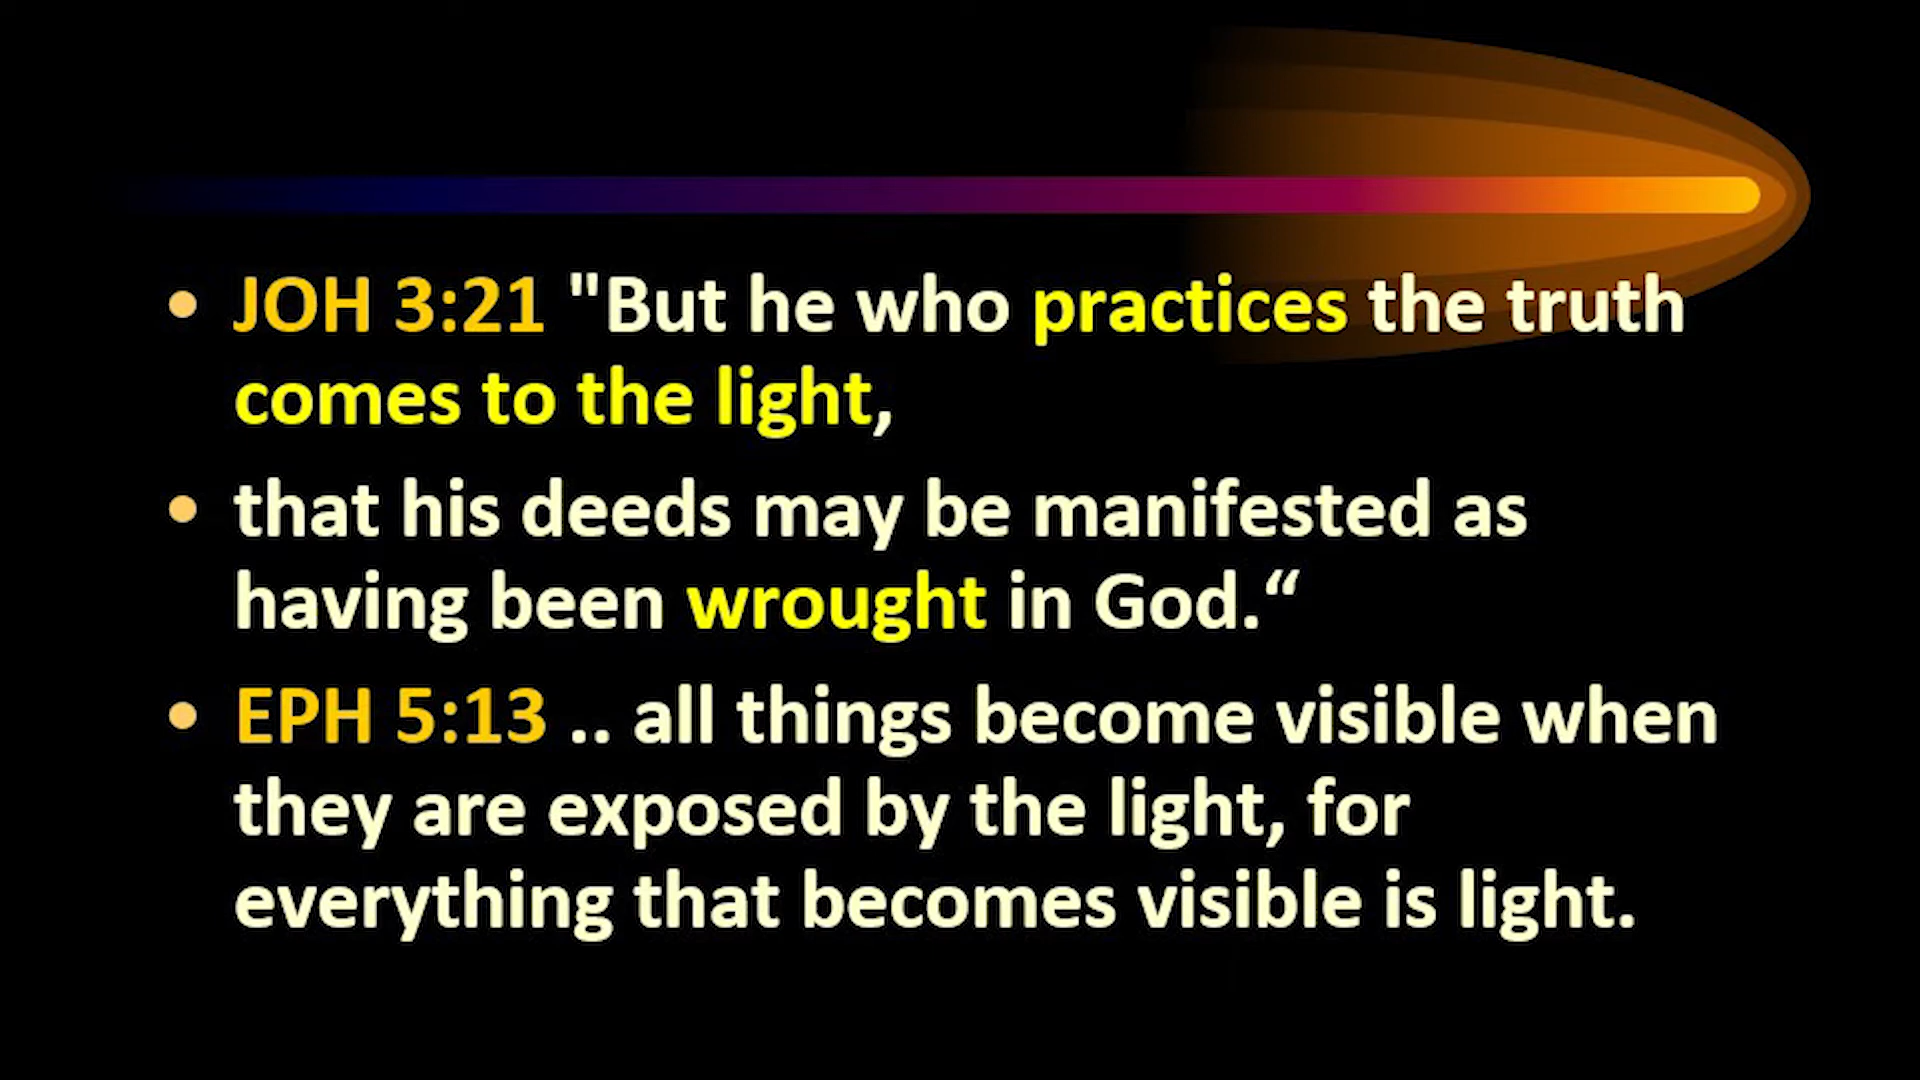 • JOH 3:21 "But he who practices the truth
comes to the light,
• that his deeds may be manifested as
having been wrought in God.“
• EPH 5:13 .. all things become visible when
they are exposed by the light, for
everything that becomes visible is light.